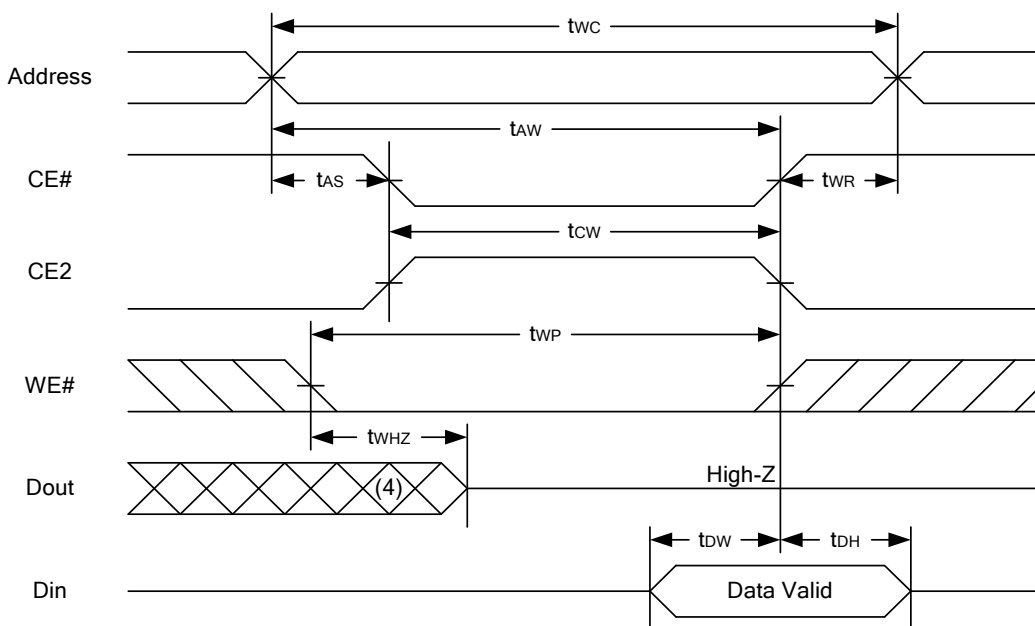 tWC
Address
tAW
CE#
tAS
tWR
tCW
CE2
tWP
WE#
tWHZ
Dout
(4)
High-Z
tDW
tDH
Din
Data Valid